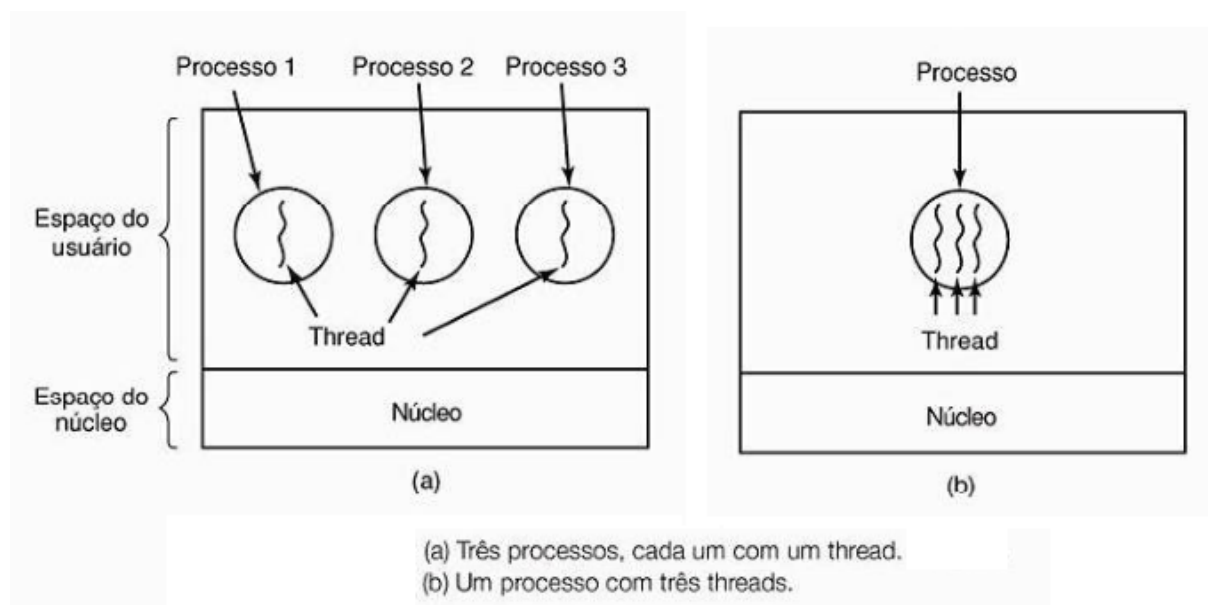 Processo 1 Processo 2 Processo 3
Espaço do
usuário
Thread
Espaço do
núcleo
Núcleo
(a)
Processo
Thread
Núcleo
(b)
(a) Três processos, cada um com um thread.
(b) Um processo com três threads.